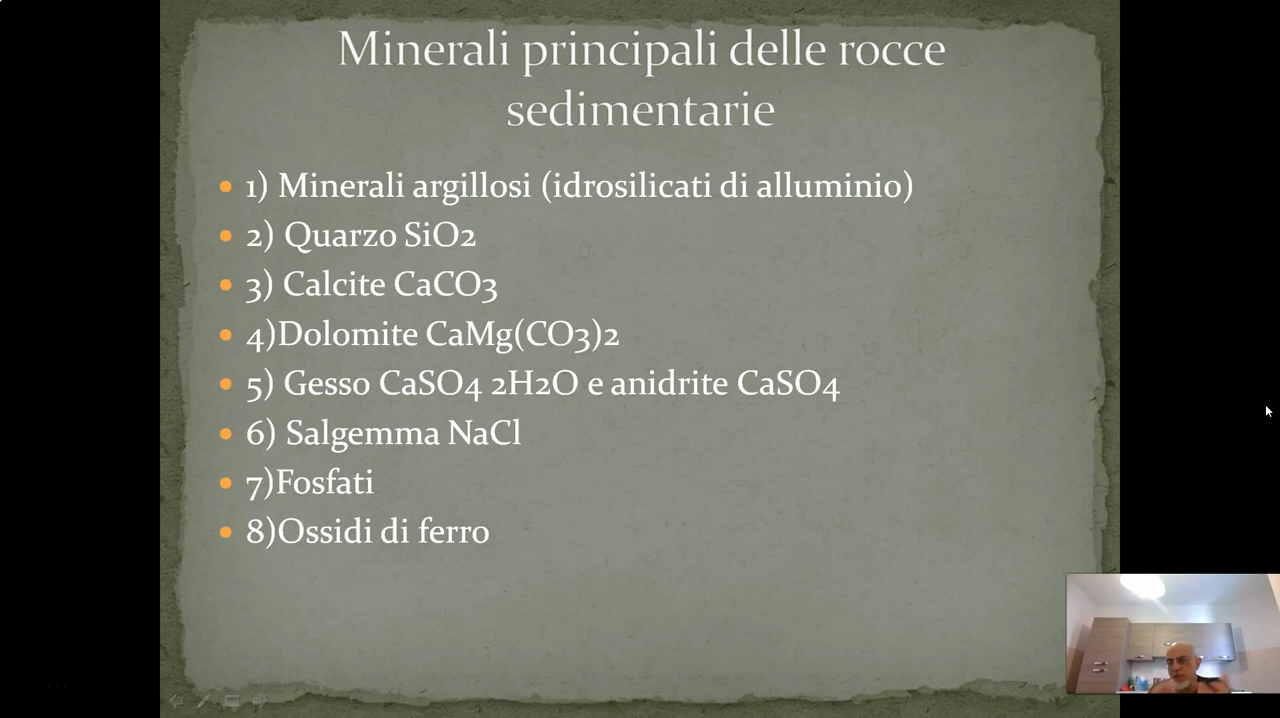 Minerali principali delle rocce
sedimentarie
1) Minerali argillosi (idrosilicati di alluminio)
2) Quarzo SiO2
3) Calcite CaCO3
4)Dolomite CaMg(CO3)2
5) Gesso CaSO4 2H2O e anidrite CaSO4
6) Salgemma NaCl
7)Fosfati
8)Ossidi di ferro